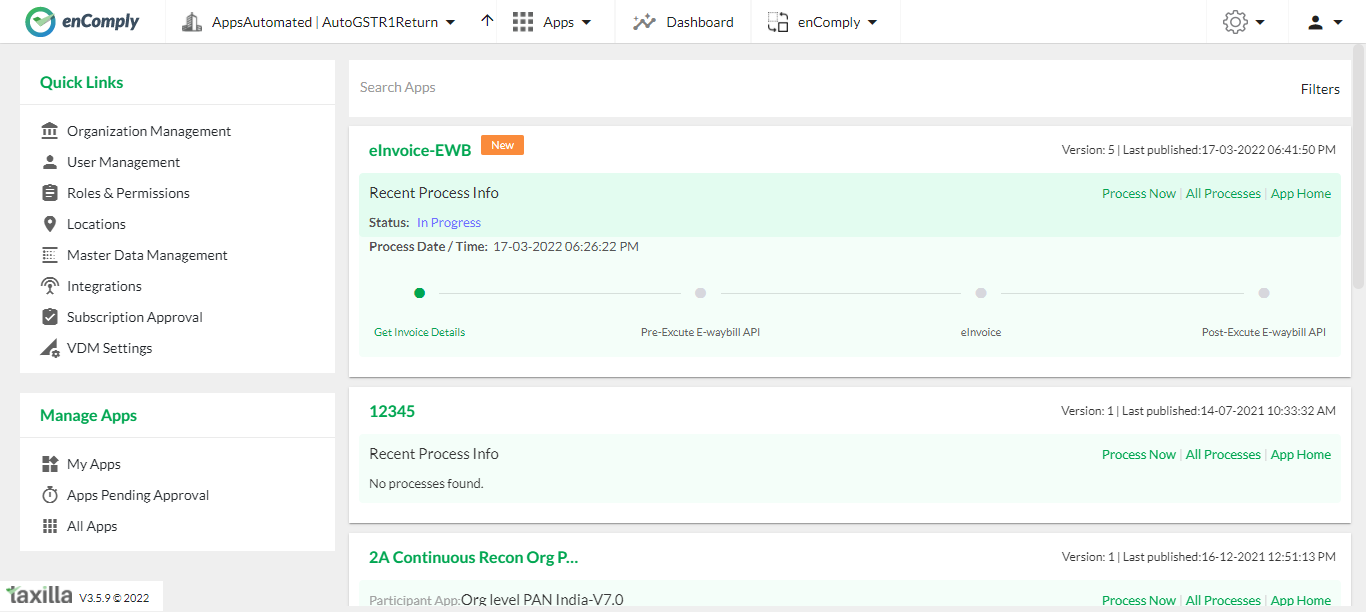 enComply
AppsAutomated | AutoGSTR1Return
Apps
Dashboard
enComply
Quick Links
Organization Management
User Management
Roles & Permissions
Locations
Master Data Management
Integrations
Subscription Approval
VDM Settings
Manage Apps
My Apps
Apps Pending Approval
All Apps
taxilla V3.5.9 © 2022
Search Apps
Filters
eInvoice-EWB New Version: 5 | Last published:17-03-2022 06:41:50 PM
Recent Process Info Process Now | All Processes | App Home
Status: In Progress
Process Date / Time: 17-03-2022 06:26:22 PM
Get Invoice Details Pre-Excute E-waybill API eInvoice Post-Excute E-waybill API
12345 Version: 1 | Last published:14-07-2021 10:33:32 AM
Recent Process Info Process Now | All Processes | App Home
No processes found.
2A Continuous Recon Org P... Version: 1 | Last published:16-12-2021 12:51:13 PM
Participant App:Org level PAN India-V7.0 Process Now | All Processes | App Home